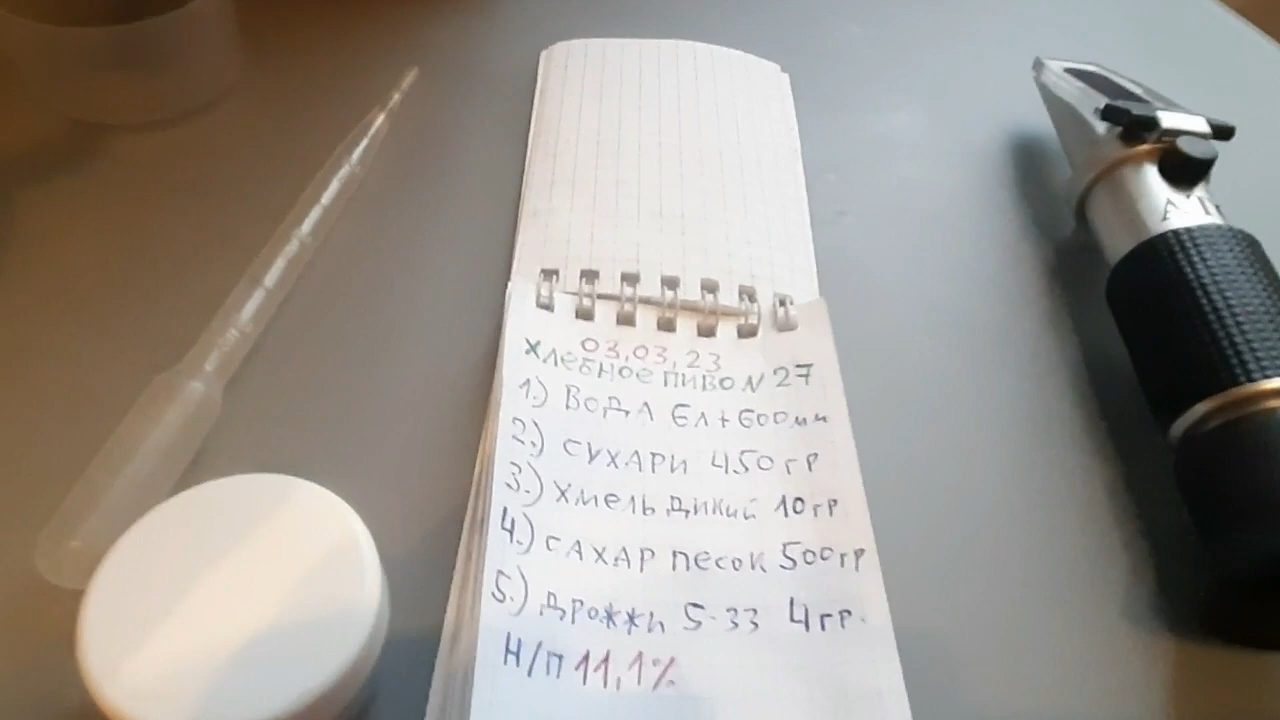 03,03,23
ХЛЕБНОЕ ПИВО N 27
1.) ВОДА 6Л+600мл
2.) СУХАРИ 450ГР
3.) ХМЕЛЬ ДИКИЙ 10ГР
4.) САХАР ПЕСОК 500ГР
5.) ДРОЖЖИ S-33 4ГР.
Н/П 11,1%